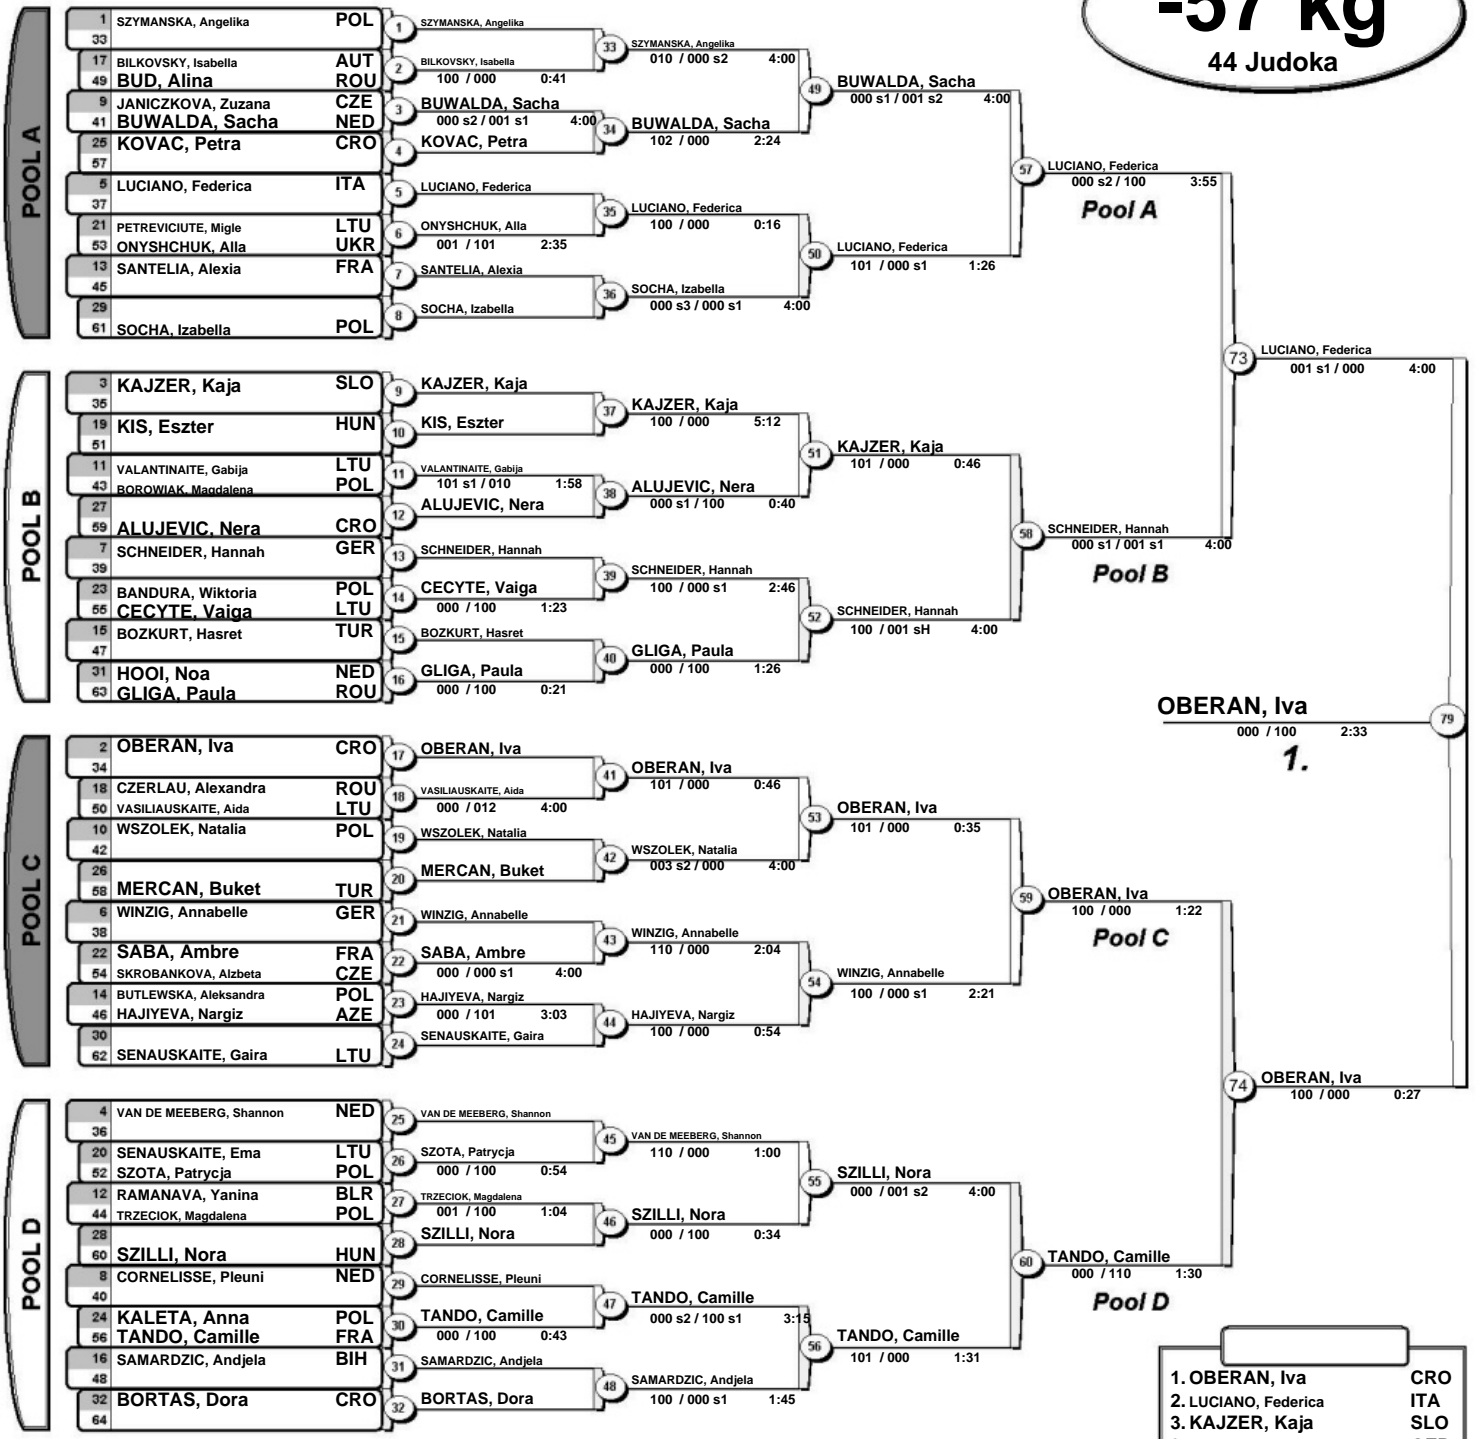 -57 kg
44 Judoka
POOL A
1 SZYMANSKA, Angelika POL
33
17 BILKOVSKY, Isabella AUT
49 BUD, Alina ROU
9 JANICZKOVA, Zuzana CZE
41 BUWALDA, Sacha NED
25 KOVAC, Petra CRO
57
5 LUCIANO, Federica ITA
37
21 PETREVICIUTE, Migle LTU
53 ONYSHCHUK, Alla UKR
13 SANTELIA, Alexia FRA
45
29
61 SOCHA, Izabella POL
1 SZYMANSKA, Angelika
2 BILKOVSKY, Isabella
100 / 000 0:41
3 BUWALDA, Sacha
000 s2 / 001 s1 4:00
4 KOVAC, Petra
5 LUCIANO, Federica
6 ONYSHCHUK, Alla
001 / 101 2:35
7 SANTELIA, Alexia
8 SOCHA, Izabella
33 SZYMANSKA, Angelika
010 / 000 s2 4:00
34 BUWALDA, Sacha
102 / 000 2:24
35 LUCIANO, Federica
100 / 000 0:16
36 SOCHA, Izabella
000 s3 / 000 s1 4:00
49 BUWALDA, Sacha
000 s1 / 001 s2 4:00
50 LUCIANO, Federica
101 / 000 s1 1:26
57 LUCIANO, Federica
000 s2 / 100 3:55
Pool A
POOL B
3 KAJZER, Kaja SLO
35
19 KIS, Eszter HUN
51
11 VALANTINAITE, Gabija LTU
43 BOROWIAK, Magdalena POL
27
59 ALUJEVIC, Nera CRO
7 SCHNEIDER, Hannah GER
39
23 BANDURA, Wiktoria POL
55 CECYTE, Vaiga LTU
15 BOZKURT, Hasret TUR
47
31 HOOI, Noa NED
63 GLIGA, Paula ROU
9 KAJZER, Kaja
10 KIS, Eszter
11 VALANTINAITE, Gabija
101 s1 / 010 1:58
12 ALUJEVIC, Nera
13 SCHNEIDER, Hannah
14 CECYTE, Vaiga
000 / 100 1:23
15 BOZKURT, Hasret
16 GLIGA, Paula
000 / 100 0:21
37 KAJZER, Kaja
100 / 000 5:12
38 ALUJEVIC, Nera
000 s1 / 100 0:40
39 SCHNEIDER, Hannah
100 / 000 s1 2:46
40 GLIGA, Paula
000 / 100 1:26
51 KAJZER, Kaja
101 / 000 0:46
52 SCHNEIDER, Hannah
100 / 001 sH 4:00
58 SCHNEIDER, Hannah
000 s1 / 001 s1 4:00
Pool B
73 LUCIANO, Federica
001 s1 / 000 4:00
OBERAN, Iva 79
000 / 100 2:33
1.
POOL C
2 OBERAN, Iva CRO
34
18 CZERLAU, Alexandra ROU
50 VASILIAUSKAITE, Aida LTU
10 WSZOLEK, Natalia POL
42
26
58 MERCAN, Buket TUR
6 WINZIG, Annabelle GER
38
22 SABA, Ambre FRA
54 SKROBANKOVA, Alzbeta CZE
14 BUTLEWSKA, Aleksandra POL
46 HAJIYEVA, Nargiz AZE
30
62 SENAUSKAITE, Gaira LTU
17 OBERAN, Iva
18 VASILIAUSKAITE, Aida
000 / 012 4:00
19 WSZOLEK, Natalia
20 MERCAN, Buket
21 WINZIG, Annabelle
22 SABA, Ambre
000 / 000 s1 4:00
23 HAJIYEVA, Nargiz
000 / 101 3:03
24 SENAUSKAITE, Gaira
41 OBERAN, Iva
101 / 000 0:46
42 WSZOLEK, Natalia
003 s2 / 000 4:00
43 WINZIG, Annabelle
110 / 000 2:04
44 HAJIYEVA, Nargiz
100 / 000 0:54
53 OBERAN, Iva
101 / 000 0:35
54 WINZIG, Annabelle
100 / 000 s1 2:21
59 OBERAN, Iva
100 / 000 1:22
Pool C
POOL D
4 VAN DE MEEBERG, Shannon NED
36
20 SENAUSKAITE, Ema LTU
52 SZOTA, Patrycja POL
12 RAMANAVA, Yanina BLR
44 TRZECIOK, Magdalena POL
28
60 SZILLI, Nora HUN
8 CORNELISSE, Pleuni NED
40
24 KALETA, Anna POL
56 TANDO, Camille FRA
16 SAMARDZIC, Andjela BIH
48
32 BORTAS, Dora CRO
64
25 VAN DE MEEBERG, Shannon
26 SZOTA, Patrycja
000 / 100 0:54
27 TRZECIOK, Magdalena
001 / 100 1:04
28 SZILLI, Nora
29 CORNELISSE, Pleuni
30 TANDO, Camille
000 / 100 0:43
31 SAMARDZIC, Andjela
32 BORTAS, Dora
45 VAN DE MEEBERG, Shannon
110 / 000 1:00
46 SZILLI, Nora
000 / 100 0:34
47 TANDO, Camille
000 s2 / 100 s1 3:15
48 SAMARDZIC, Andjela
100 / 000 s1 1:45
55 SZILLI, Nora
000 / 001 s2 4:00
56 TANDO, Camille
101 / 000 1:31
60 TANDO, Camille
000 / 110 1:30
Pool D
74 OBERAN, Iva
100 / 000 0:27
1. OBERAN, Iva CRO
2. LUCIANO, Federica ITA
3. KAJZER, Kaja SLO